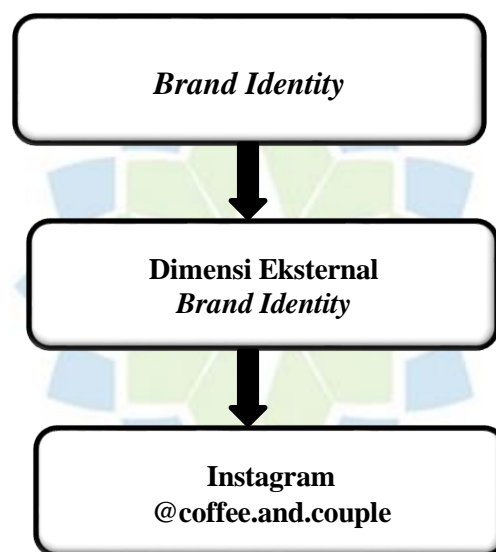 Brand Identity
Dimensi Eksternal
Brand Identity
Instagram
@coffee.and.couple